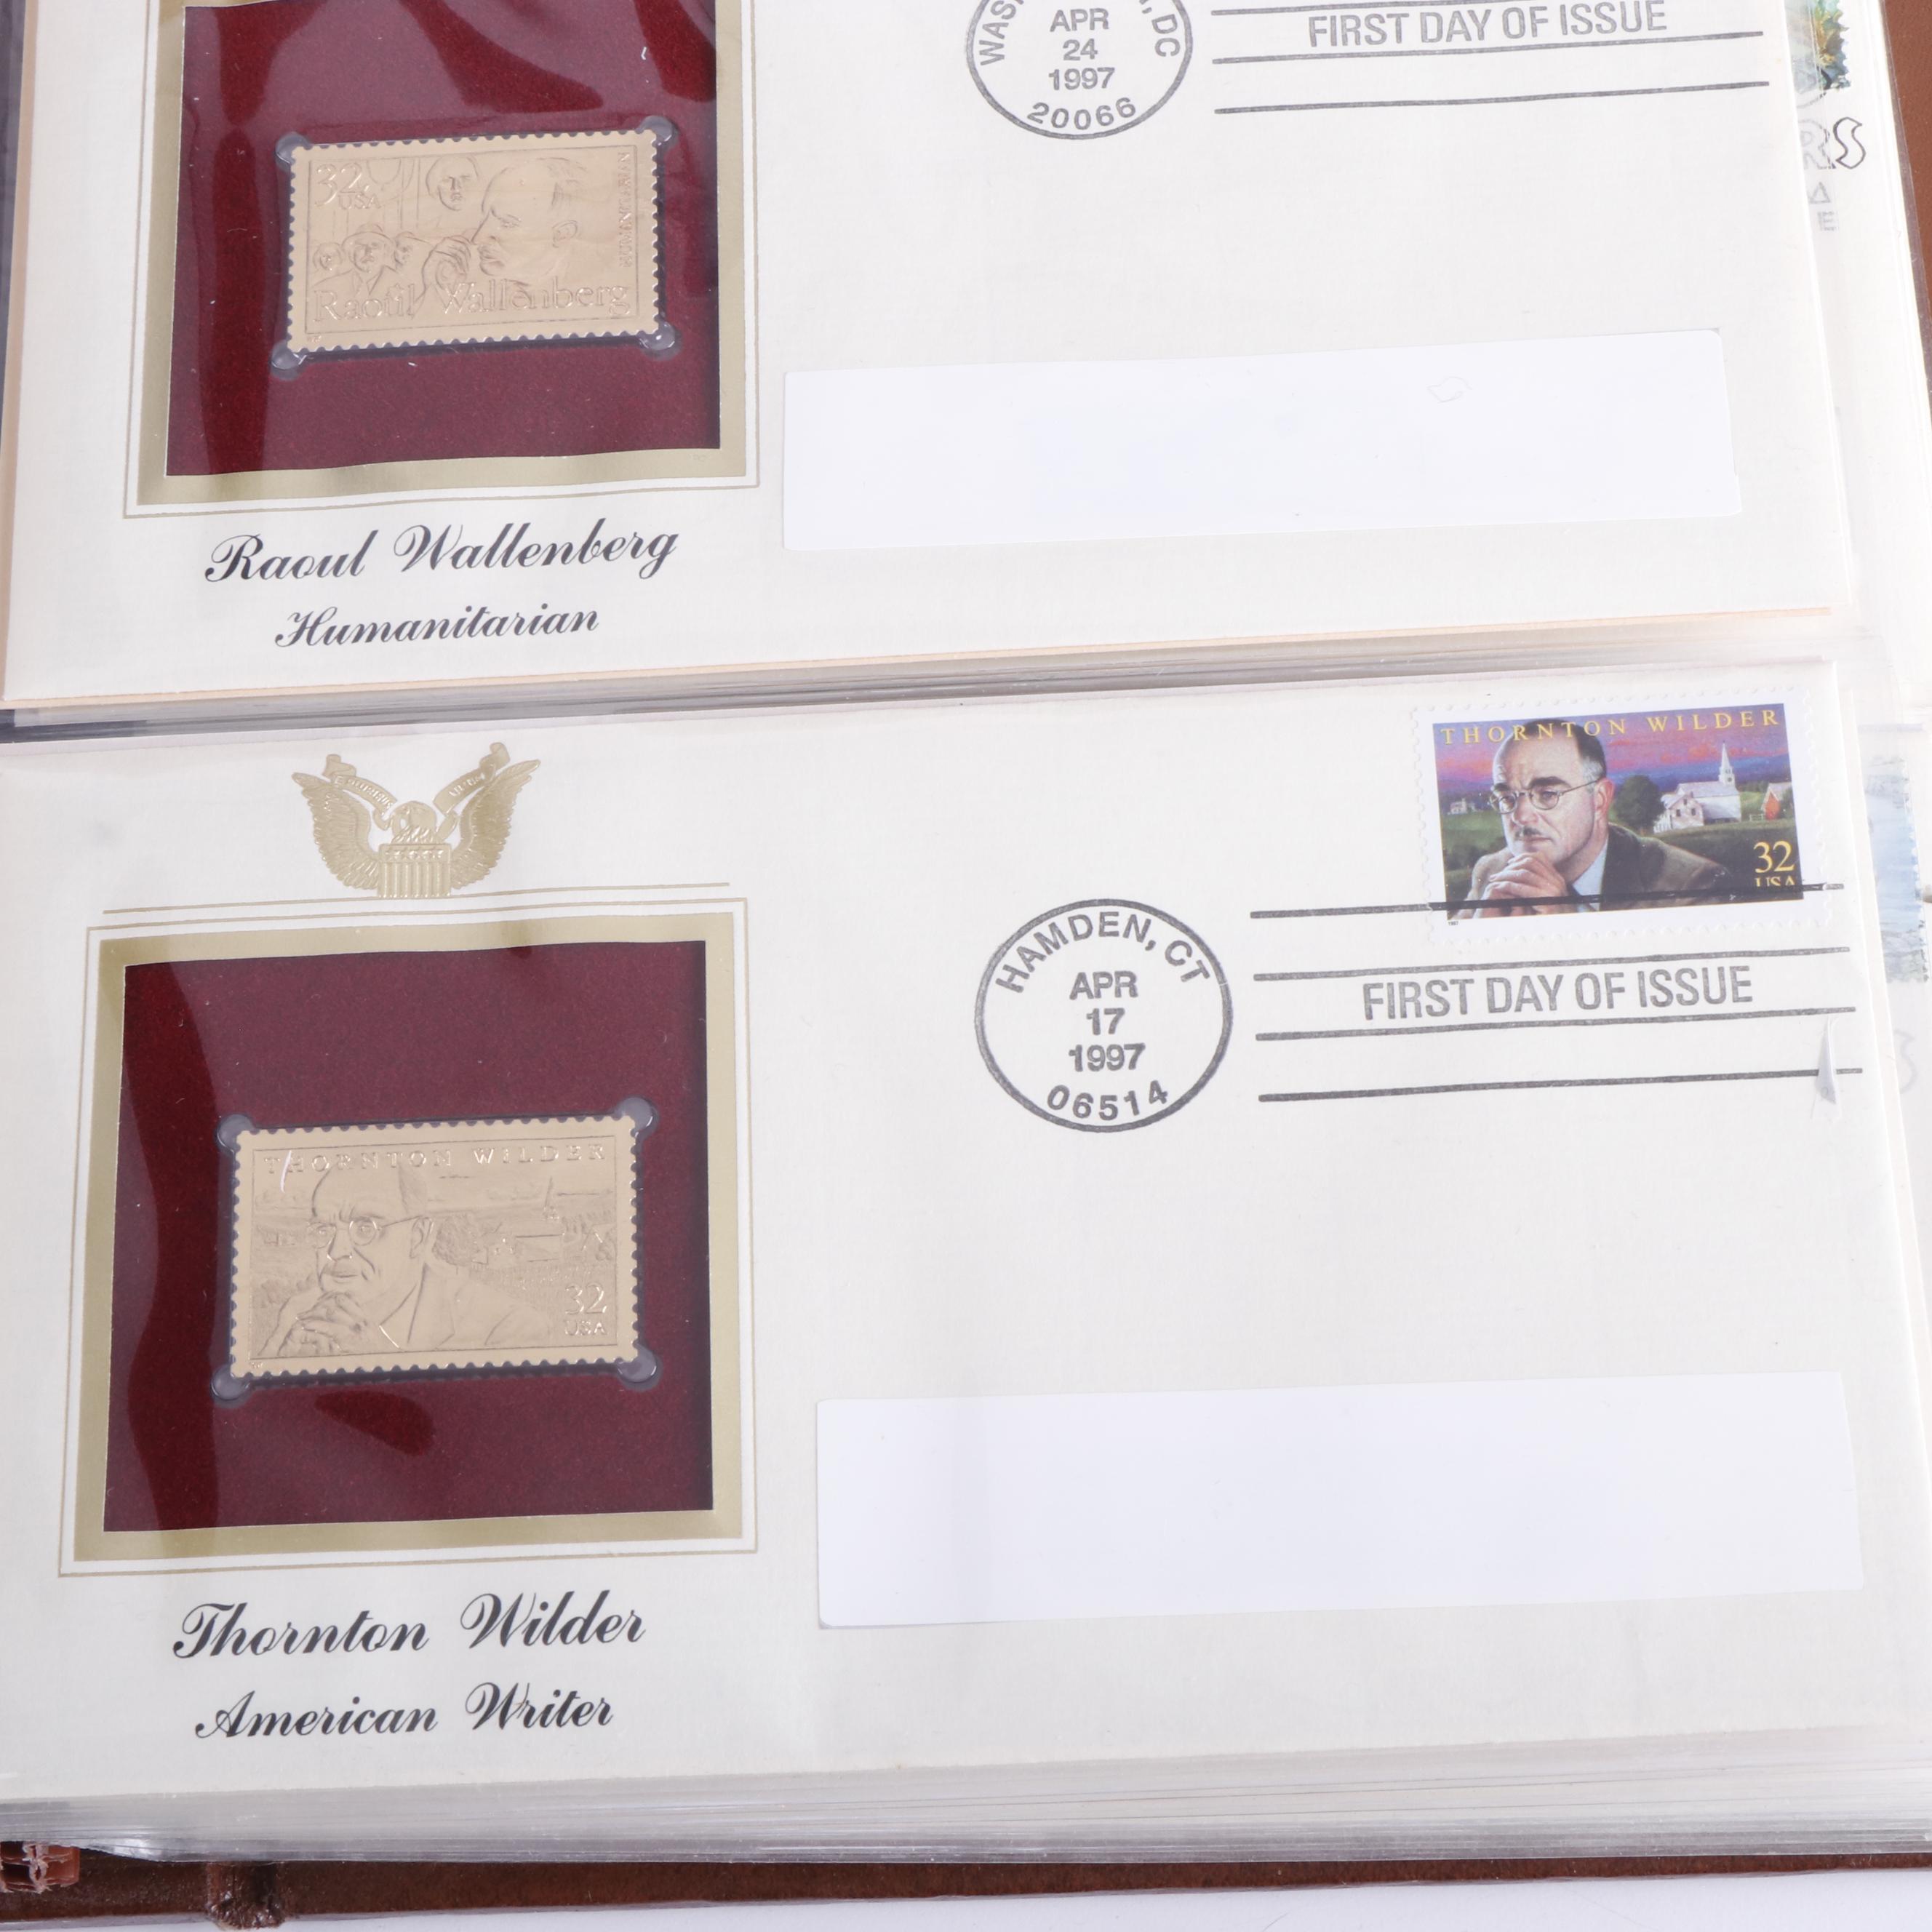 APR
24
1997
20066
, DC
FIRST DAY OF ISSUE
32
USA
Raoul Wallenberg
Raoul Wallenberg
Humanitarian
THORNTON WILDER
32
USA
HAMDEN, CT
APR
17
1997
06514
FIRST DAY OF ISSUE
THORNTON WILDER
32
USA
Thornton Wilder
American Writer